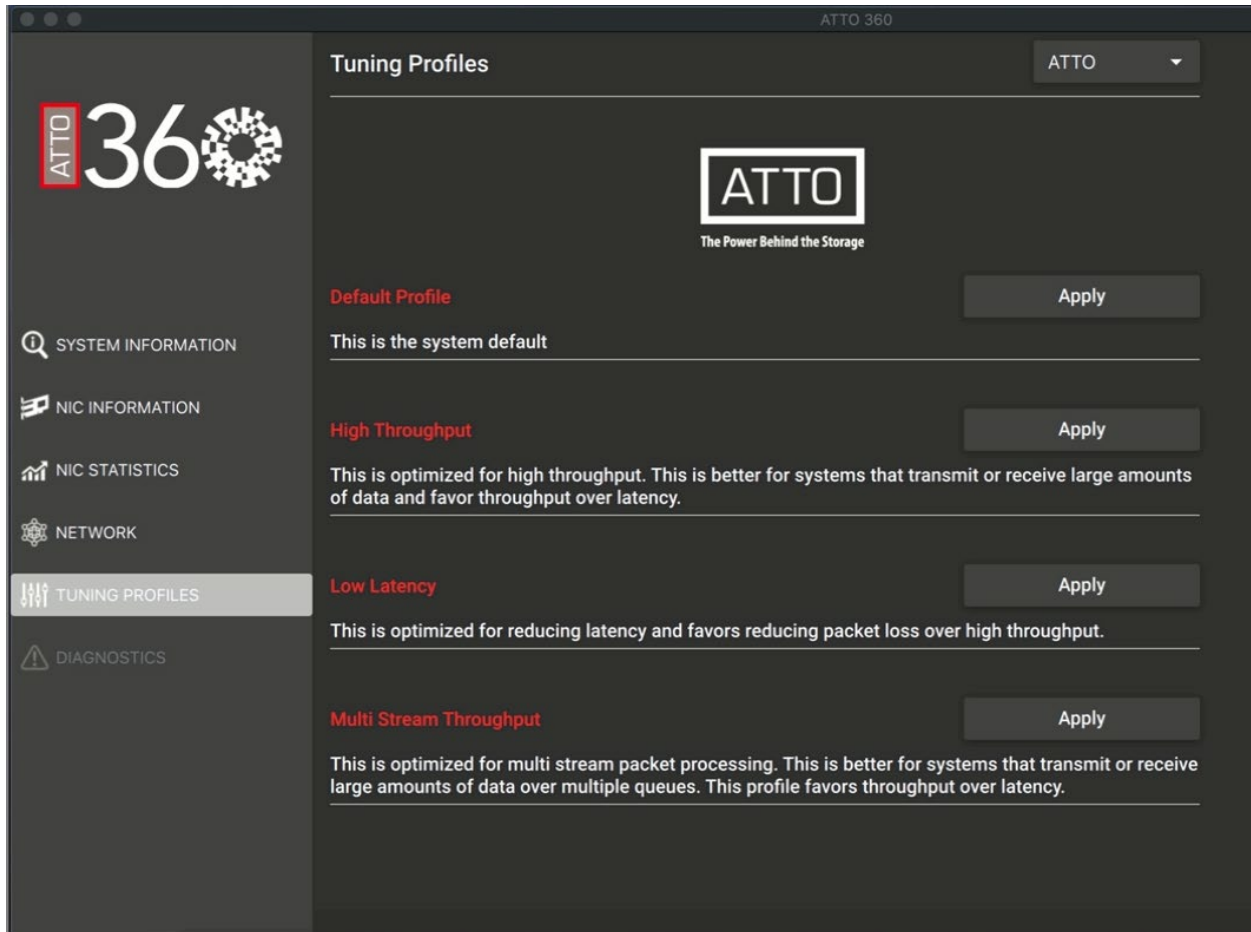 ATTO 360
ATTO 360
SYSTEM INFORMATION
NIC INFORMATION
NIC STATISTICS
NETWORK
TUNING PROFILES
DIAGNOSTICS
Tuning Profiles
ATTO
ATTO
The Power Behind the Storage
Default Profile
Apply
This is the system default
High Throughput
Apply
This is optimized for high throughput. This is better for systems that transmit or receive large amounts
of data and favor throughput over latency.
Low Latency
Apply
This is optimized for reducing latency and favors reducing packet loss over high throughput.
Multi Stream Throughput
Apply
This is optimized for multi stream packet processing. This is better for systems that transmit or receive
large amounts of data over multiple queues. This profile favors throughput over latency.